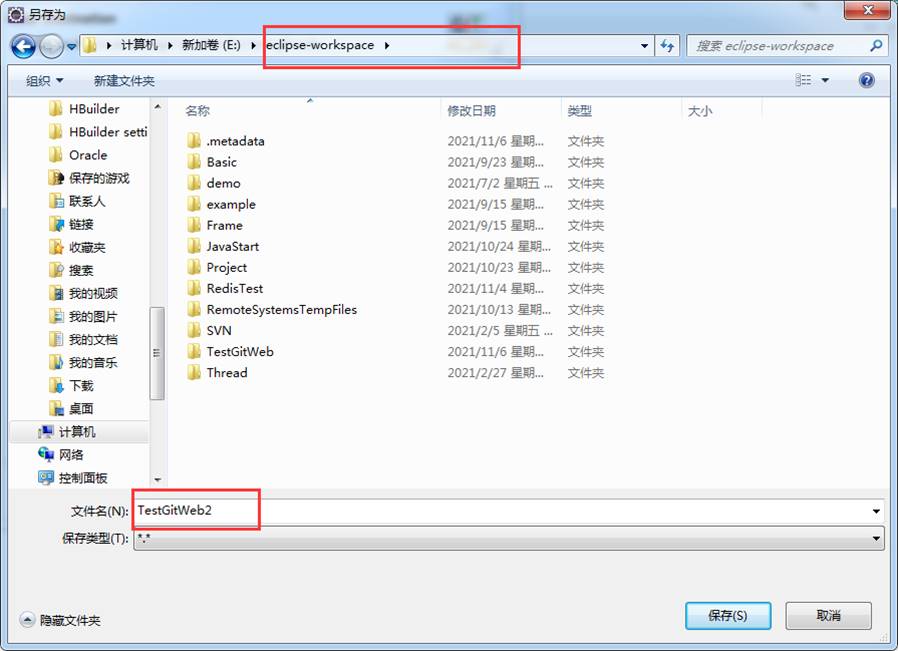 另存为
计算机 新加卷 (E:) eclipse-workspace
搜索 eclipse-workspace
组织 新建文件夹
HBuilder
HBuilder setti
Oracle
保存的游戏
联系人
链接
收藏夹
搜索
我的视频
我的图片
我的文档
我的音乐
下载
桌面
计算机
网络
控制面板
名称 修改日期 类型 大小
.metadata 2021/11/6 星期... 文件夹
Basic 2021/9/23 星期... 文件夹
demo 2021/7/2 星期五 ... 文件夹
example 2021/9/15 星期... 文件夹
Frame 2021/9/15 星期... 文件夹
JavaStart 2021/10/24 星期... 文件夹
Project 2021/10/23 星期... 文件夹
RedisTest 2021/11/4 星期... 文件夹
RemoteSystemsTempFiles 2021/10/13 星期... 文件夹
SVN 2021/2/5 星期五 ... 文件夹
TestGitWeb 2021/11/6 星期... 文件夹
Thread 2021/2/27 星期... 文件夹
文件名(N): TestGitWeb2
保存类型(T): *.*
隐藏文件夹
保存(S) 取消